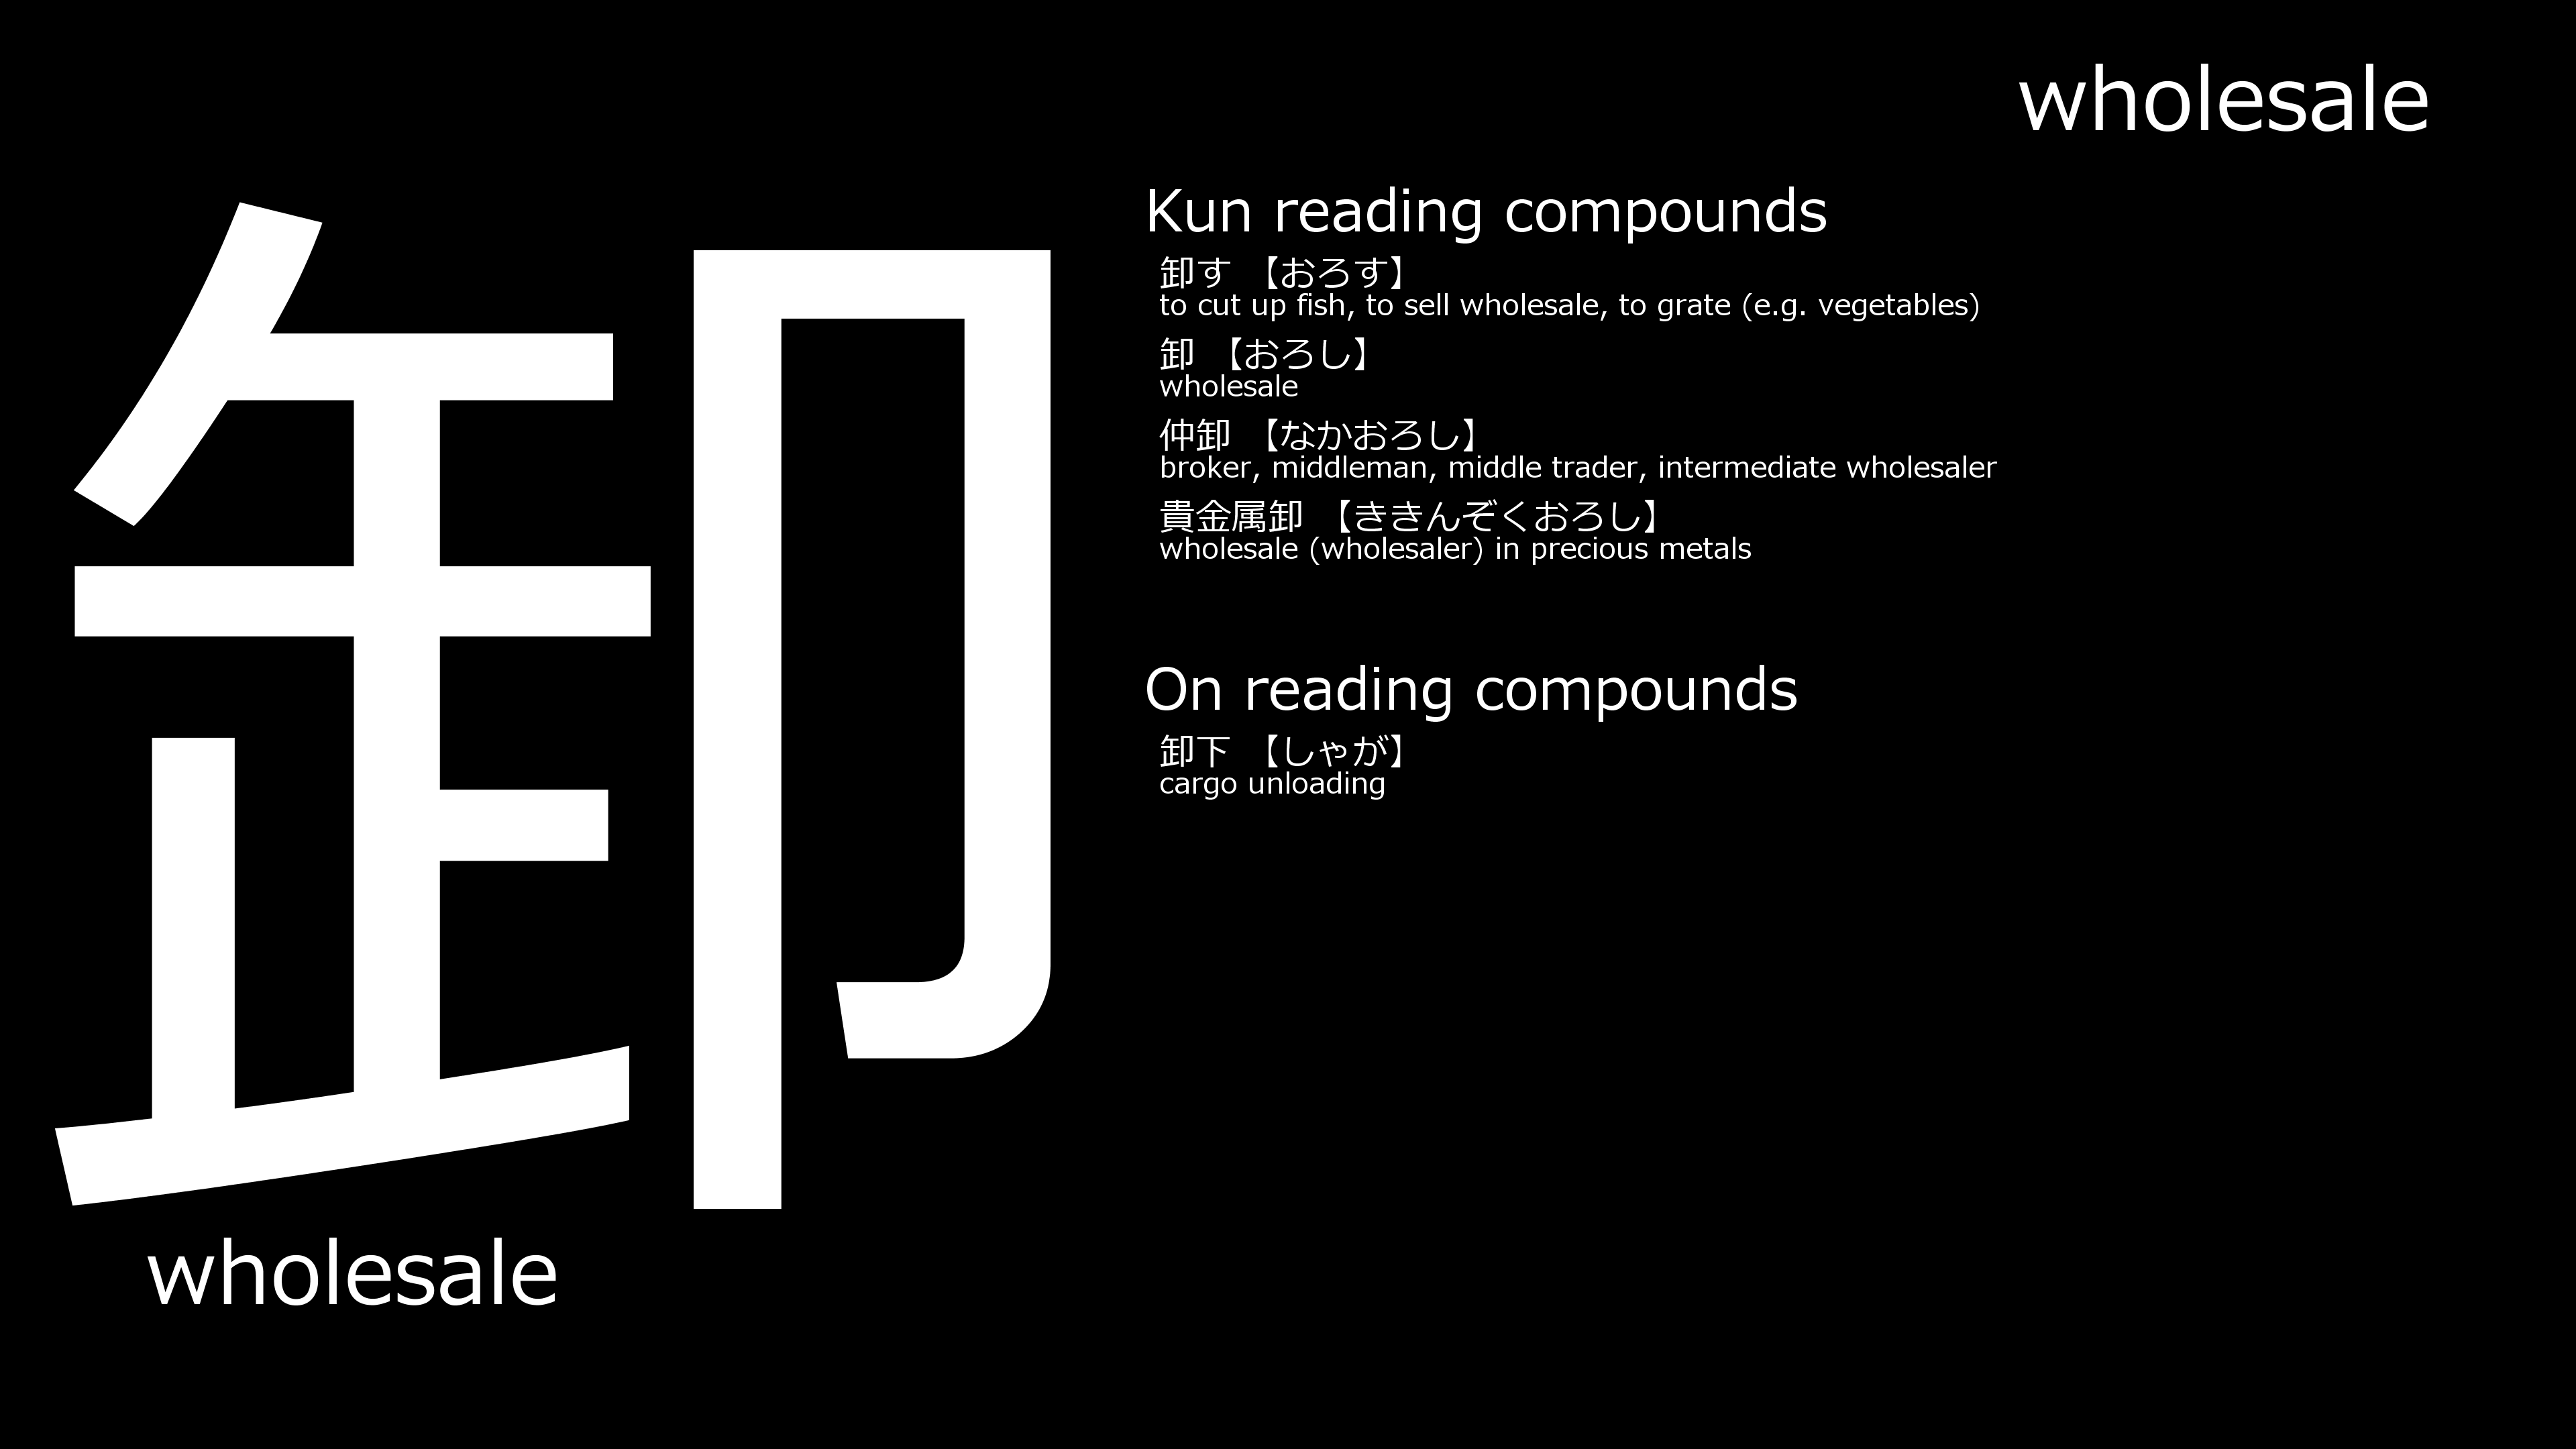 wholesale
卸
wholesale
Kun reading compounds
卸す 【おろす】
to cut up fish, to sell wholesale, to grate (e.g. vegetables)
卸 【おろし】
wholesale
仲卸 【なかおろし】
broker, middleman, middle trader, intermediate wholesaler
貴金属卸 【ききんぞくおろし】
wholesale (wholesaler) in precious metals
On reading compounds
卸下 【しゃが】
cargo unloading